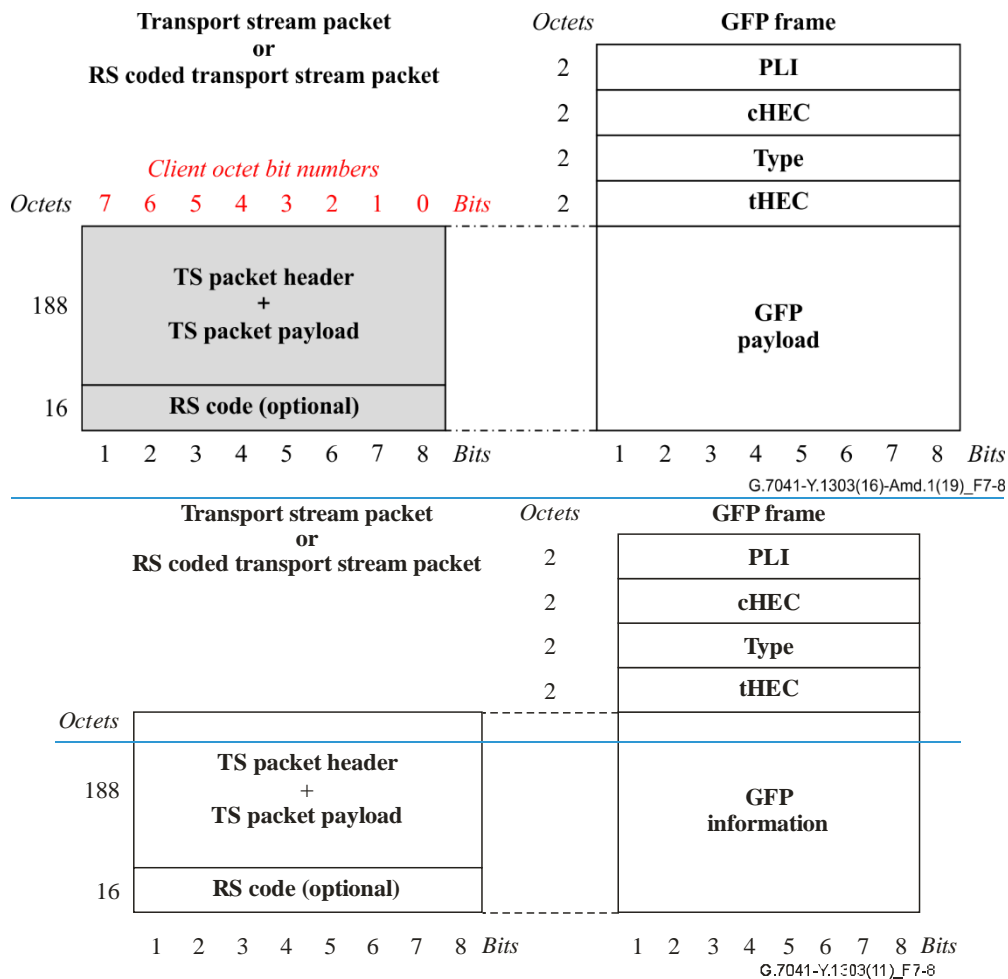 Transport stream packet
or
RS coded transport stream packet
Octets
GFP frame
2
PLI
2
cHEC
2
Type
2
tHEC
Client octet bit numbers
Octets 7 6 5 4 3 2 1 0 Bits
188
TS packet header
+
TS packet payload
16
RS code (optional)
GFP
payload
1 2 3 4 5 6 7 8 Bits
1 2 3 4 5 6 7 8 Bits
G.7041-Y.1303(16)-Amd.1(19)_F7-8
Transport stream packet
or
RS coded transport stream packet
Octets
GFP frame
2
PLI
2
cHEC
2
Type
2
tHEC
Octets
188
TS packet header
+
TS packet payload
16
RS code (optional)
GFP
information
1 2 3 4 5 6 7 8 Bits
1 2 3 4 5 6 7 8 Bits
G.7041-Y.1303(11)_F7-8